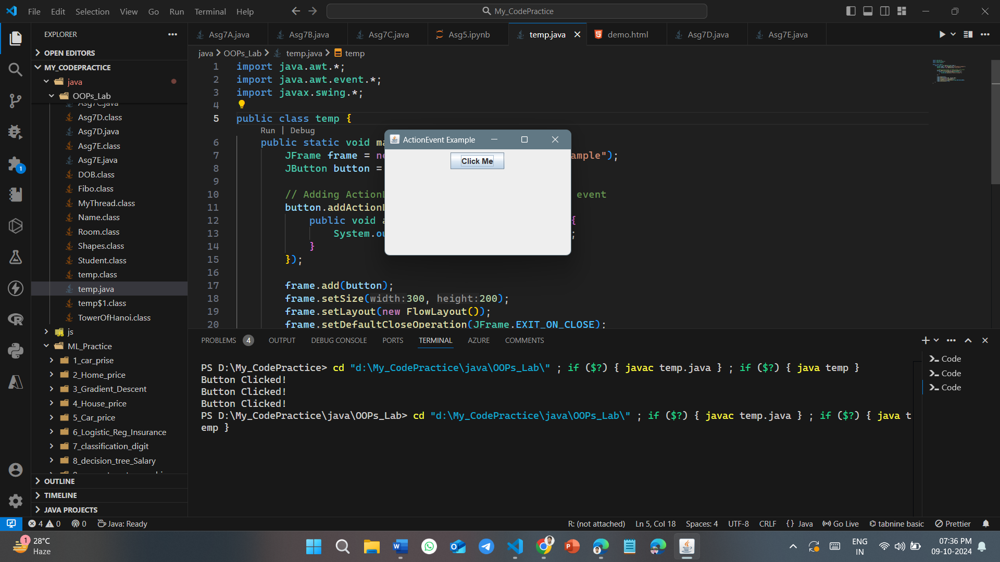 File Edit Selection View Go Run Terminal Help
My_CodePractice
EXPLORER
OPEN EDITORS
MY_CODEPRACTICE
java
OOPs_Lab
Asg7C.java
Asg7D.class
Asg7D.java
Asg7E.class
Asg7E.java
DOB.class
Fibo.class
MyThread.class
Name.class
Room.class
Shapes.class
Student.class
temp.class
temp.java
temp$1.class
TowerOfHanoi.class
js
ML_Practice
1_car_prise
2_Home_price
3_Gradient_Descent
4_House_price
5_Car_price
6_Logistic_Reg_Insurance
7_classification_digit
8_decision_tree_Salary
OUTLINE
TIMELINE
JAVA PROJECTS
1
Asg7A.java Asg7B.java Asg7C.java Asg5.ipynb temp.java demo.html Asg7D.java Asg7E.java
java > OOPs_Lab > temp.java > temp
1 import java.awt.*;
2 import java.awt.event.*;
3 import javax.swing.*;
4
5 public class temp {
Run | Debug
6 public static void ma
7 JFrame frame = ne ample");
8 JButton button =
9
10 // Adding ActionL event
11 button.addActionL
12 public void a {
13 System.ou ;
14 }
15 });
16
17 frame.add(button);
18 frame.setSize(width:300, height:200);
19 frame.setLayout(new FlowLayout());
20 frame.setDefaultCloseOperation(JFrame.EXIT_ON_CLOSE);
ActionEvent Example
Click Me
PROBLEMS 4 OUTPUT DEBUG CONSOLE PORTS TERMINAL AZURE COMMENTS
PS D:\My_CodePractice> cd "d:\My_CodePractice\java\OOPs_Lab\" ; if ($?) { javac temp.java } ; if ($?) { java temp }
Button Clicked!
Button Clicked!
Button Clicked!
PS D:\My_CodePractice\java\OOPs_Lab> cd "d:\My_CodePractice\java\OOPs_Lab\" ; if ($?) { javac temp.java } ; if ($?) { java t
emp }
Code
Code
Code
4 0 0 Java: Ready
R: (not attached) Ln 5, Col 18 Spaces: 4 UTF-8 CRLF {} Java Go Live tabnine basic Prettier
1
28°C
Haze
ENG
IN
07:36 PM
09-10-2024